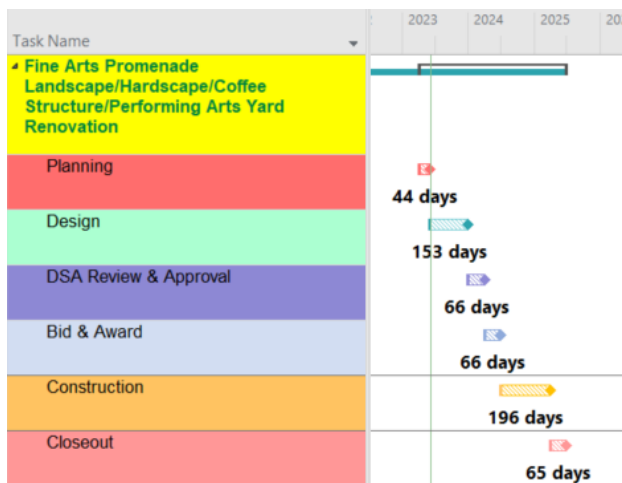 2023 2024 2025
Task Name
Fine Arts Promenade
Landscape/Hardscape/Coffee
Structure/Performing Arts Yard
Renovation
Planning
44 days
Design
153 days
DSA Review & Approval
66 days
Bid & Award
66 days
Construction
196 days
Closeout
65 days